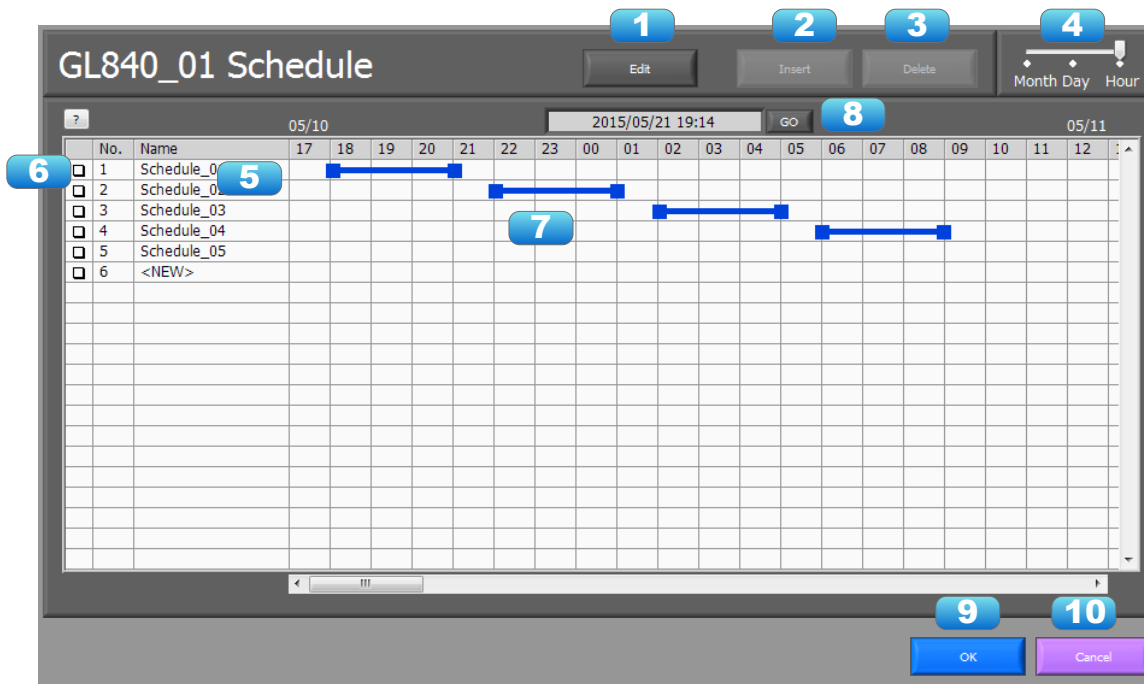 1 2 3 4
GL840_01 Schedule Edit Insert Delete Month Day Hour
? 05/10 2015/05/21 19:14 GO 8 05/11
No. Name 17 18 19 20 21 22 23 00 01 02 03 04 05 06 07 08 09 10 11 12
6 1 Schedule_0 5
2 Schedule_02
3 Schedule_03
7
4 Schedule_04
5 Schedule_05
6 <NEW>
9 10
OK Cancel